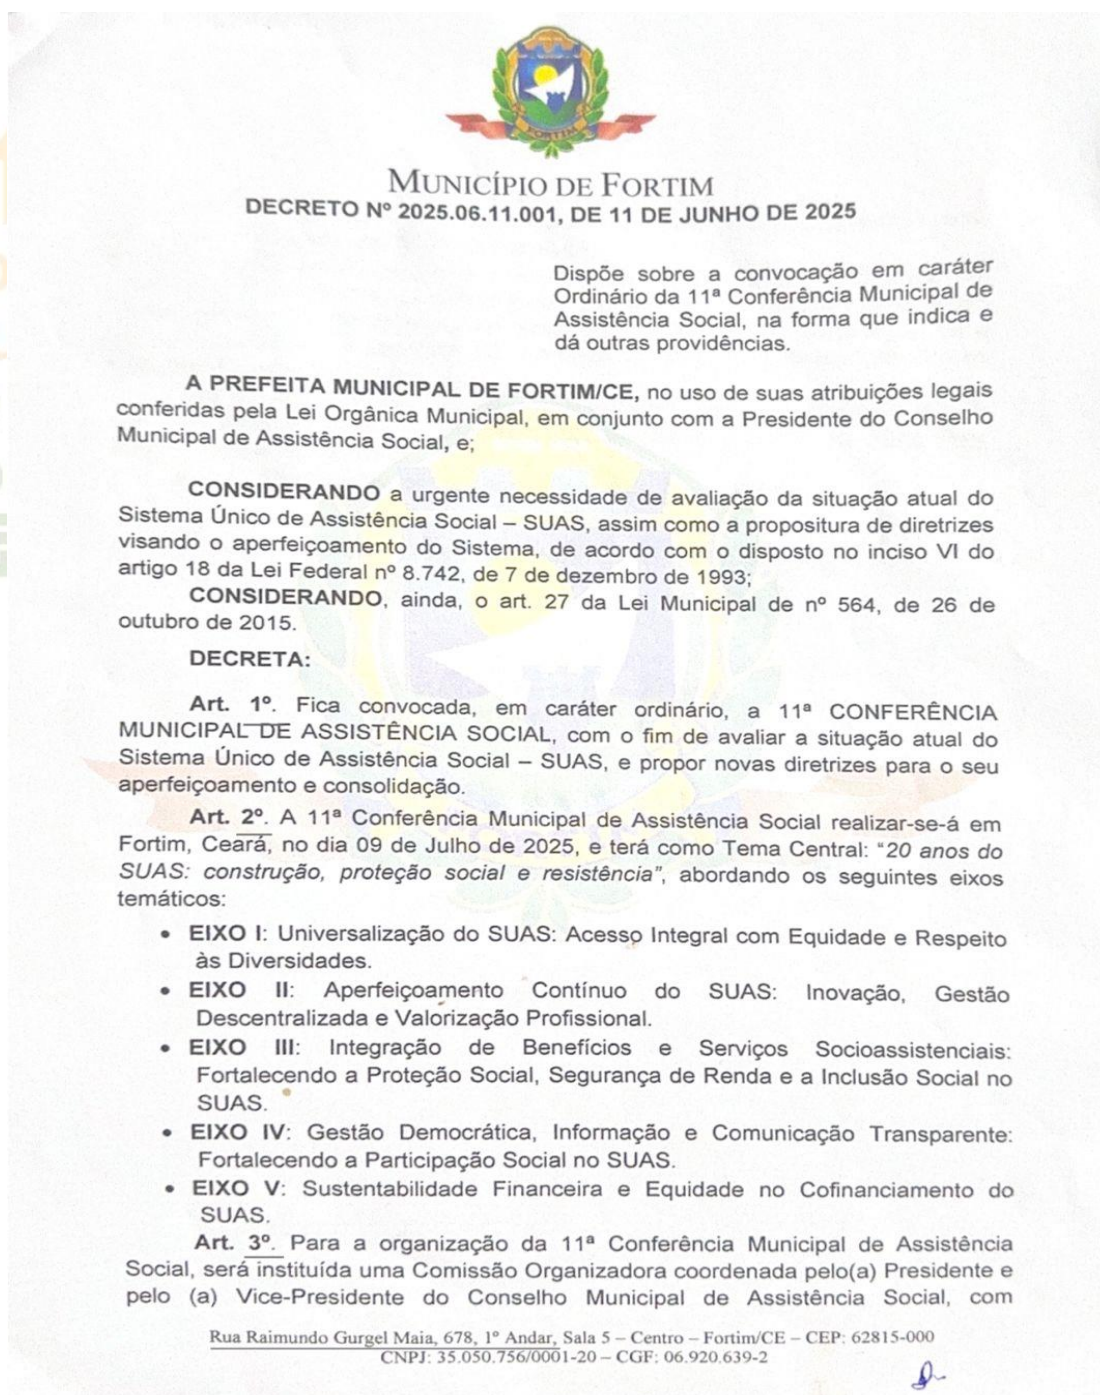 FORTIM
MUNICÍPIO DE FORTIM
DECRETO Nº 2025.06.11.001, DE 11 DE JUNHO DE 2025
Dispõe sobre a convocação em caráter
Ordinário da 11ª Conferência Municipal de
Assistência Social, na forma que indica e
dá outras providências.
A PREFEITA MUNICIPAL DE FORTIM/CE, no uso de suas atribuições legais
conferidas pela Lei Orgânica Municipal, em conjunto com a Presidente do Conselho
Municipal de Assistência Social, e;
CONSIDERANDO a urgente necessidade de avaliação da situação atual do
Sistema Único de Assistência Social – SUAS, assim como a propositura de diretrizes
visando o aperfeiçoamento do Sistema, de acordo com o disposto no inciso VI do
artigo 18 da Lei Federal nº 8.742, de 7 de dezembro de 1993;
CONSIDERANDO, ainda, o art. 27 da Lei Municipal de nº 564, de 26 de
outubro de 2015.
DECRETA:
Art. 1º. Fica convocada, em caráter ordinário, a 11ª CONFERÊNCIA
MUNICIPAL DE ASSISTÊNCIA SOCIAL, com o fim de avaliar a situação atual do
Sistema Único de Assistência Social – SUAS, e propor novas diretrizes para o seu
aperfeiçoamento e consolidação.
Art. 2º. A 11ª Conferência Municipal de Assistência Social realizar-se-á em
Fortim, Ceará, no dia 09 de Julho de 2025, e terá como Tema Central: “20 anos do
SUAS: construção, proteção social e resistência”, abordando os seguintes eixos
temáticos:
• EIXO I: Universalização do SUAS: Acesso Integral com Equidade e Respeito
às Diversidades.
• EIXO II: Aperfeiçoamento Contínuo do SUAS: Inovação, Gestão
Descentralizada e Valorização Profissional.
• EIXO III: Integração de Benefícios e Serviços Socioassistenciais:
Fortalecendo a Proteção Social, Segurança de Renda e a Inclusão Social no
SUAS.
• EIXO IV: Gestão Democrática, Informação e Comunicação Transparente:
Fortalecendo a Participação Social no SUAS.
• EIXO V: Sustentabilidade Financeira e Equidade no Cofinanciamento do
SUAS.
Art. 3º. Para a organização da 11ª Conferência Municipal de Assistência
Social, será instituída uma Comissão Organizadora coordenada pelo(a) Presidente e
pelo (a) Vice-Presidente do Conselho Municipal de Assistência Social, com
Rua Raimundo Gurgel Maia, 678, 1º Andar, Sala 5 – Centro – Fortim/CE – CEP: 62815-000
CNPJ: 35.050.756/0001-20 – CGF: 06.920.639-2